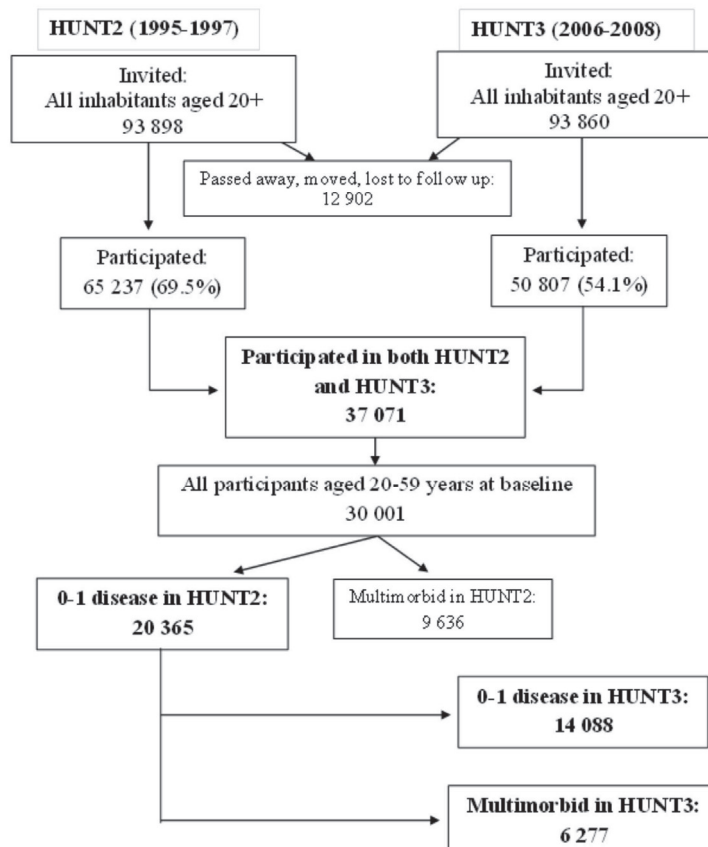 HUNT2 (1995-1997)
HUNT3 (2006-2008)
Invited:
All inhabitants aged 20+
93 898
Invited:
All inhabitants aged 20+
93 860
Passed away, moved, lost to follow up:
12 902
Participated:
65 237 (69.5%)
Participated:
50 807 (54.1%)
Participated in both HUNT2
and HUNT3:
37 071
All participants aged 20-59 years at baseline
30 001
0-1 disease in HUNT2:
20 365
Multimorbid in HUNT2:
9 636
0-1 disease in HUNT3:
14 088
Multimorbid in HUNT3:
6 277